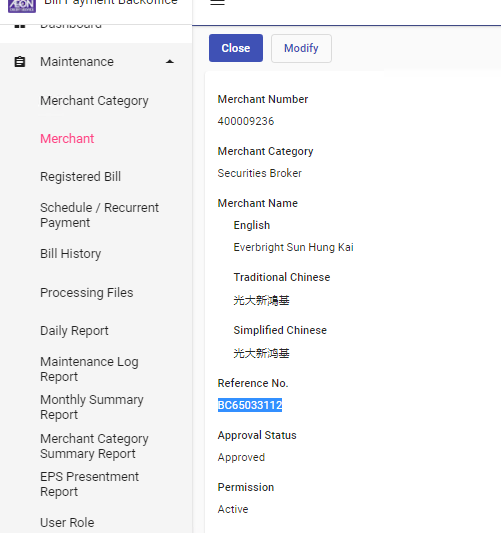 AEON
Bill Payment Backoffice
Dashboard
Maintenance
Merchant Category
Merchant
Registered Bill
Schedule / Recurrent
Payment
Bill History
Processing Files
Daily Report
Maintenance Log
Report
Monthly Summary
Report
Merchant Category
Summary Report
EPS Presentment
Report
User Role
Close
Modify
Merchant Number
400009236
Merchant Category
Securities Broker
Merchant Name
English
Everbright Sun Hung Kai
Traditional Chinese
光大新鴻基
Simplified Chinese
光大新鸿基
Reference No.
BC65033112
Approval Status
Approved
Permission
Active